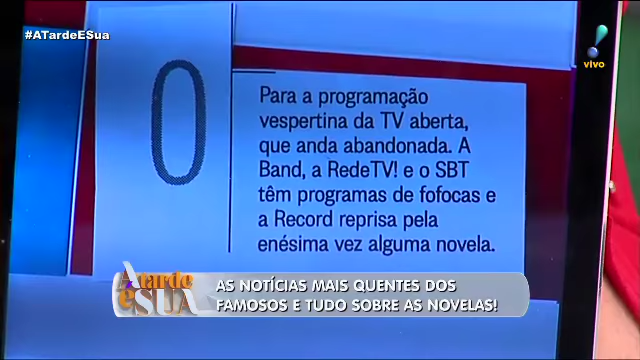 #ATardeESua
vivo
0
Para a programação
vespertina da TV aberta,
que anda abandonada. A
Band, a RedeTV! e o SBT
têm programas de fofocas e
a Record reprisa pela
enésima vez alguma novela.
A tarde
é SUA
AS NOTÍCIAS MAIS QUENTES DOS
FAMOSOS E TUDO SOBRE AS NOVELAS!